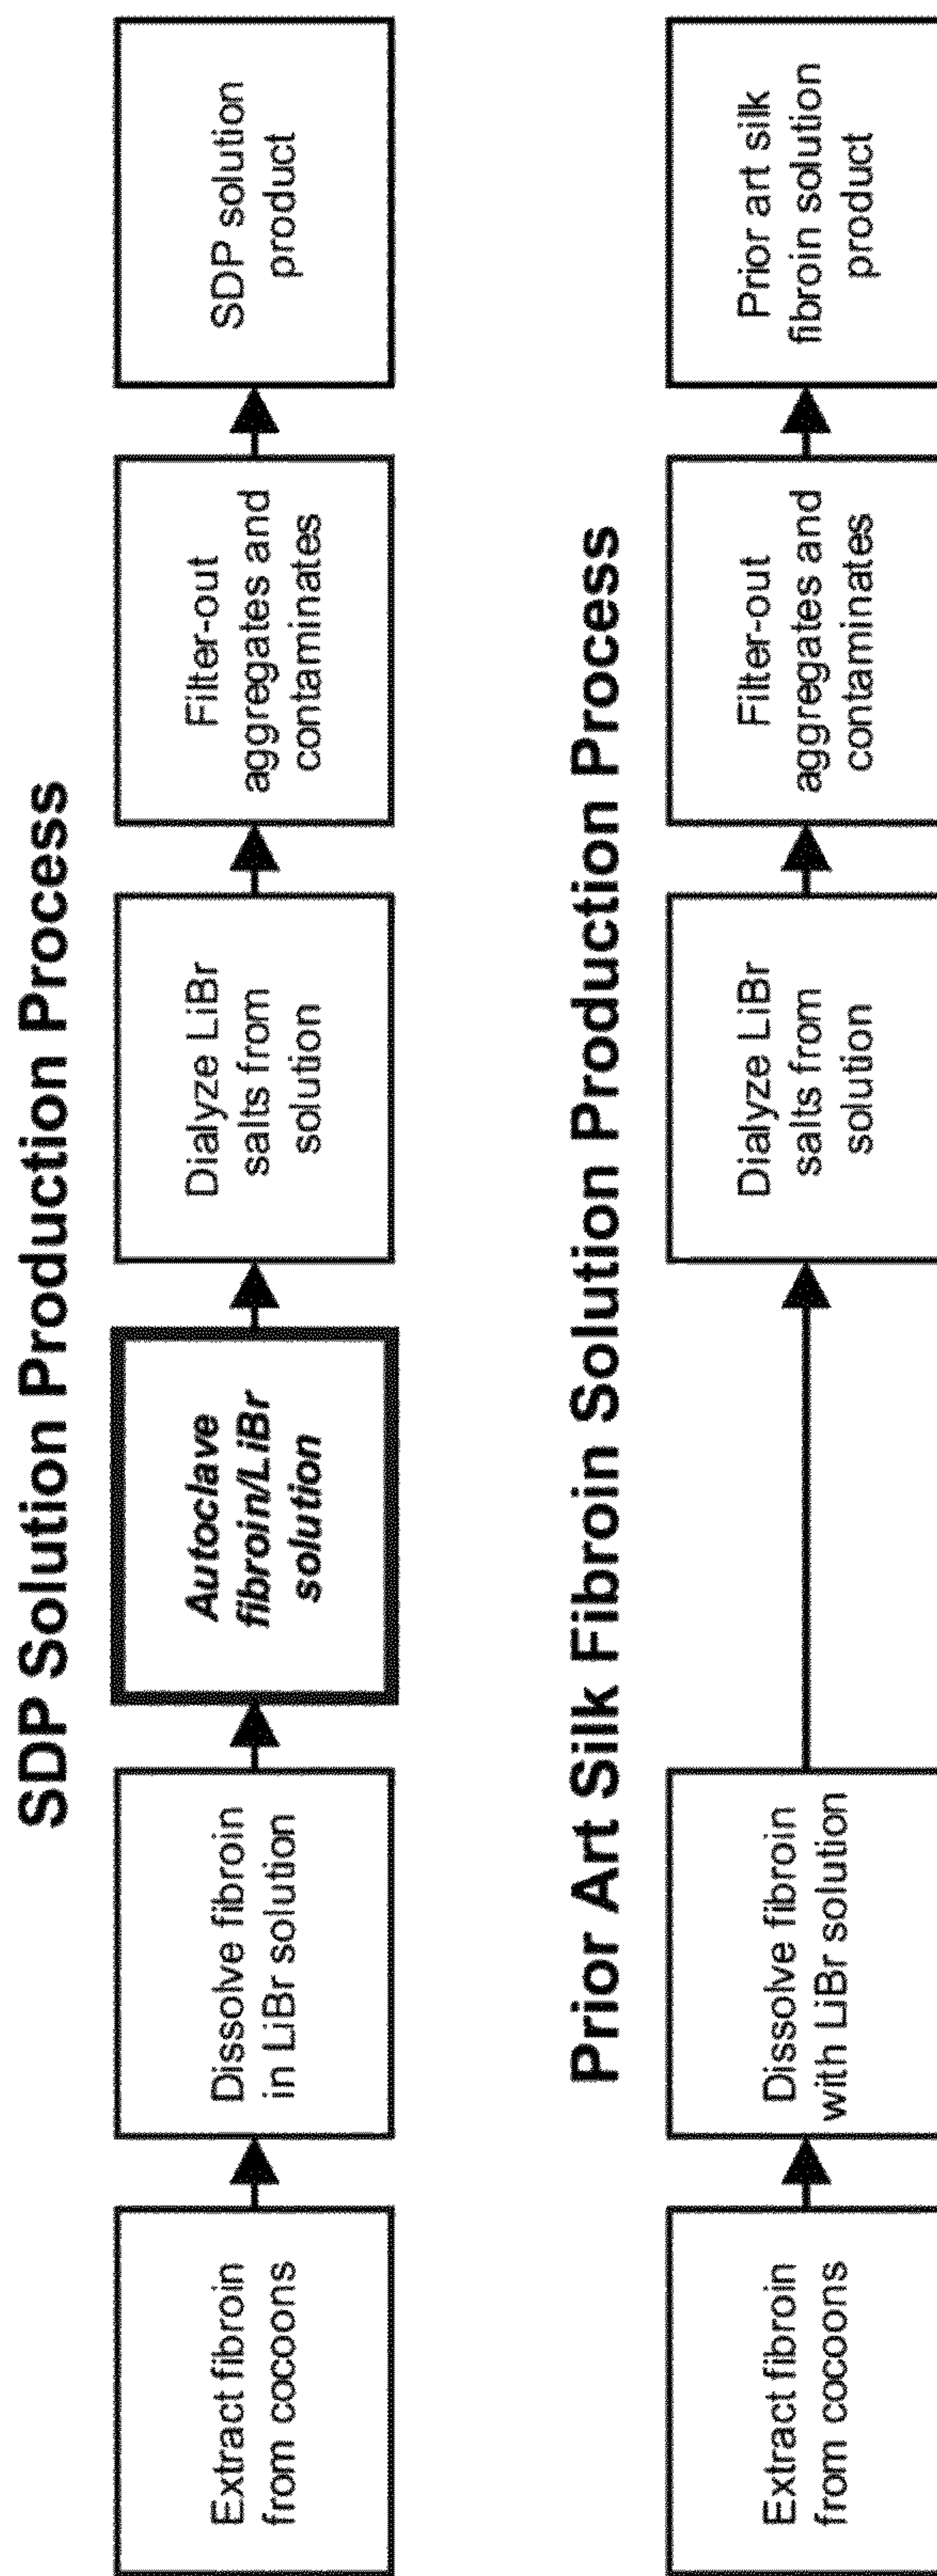 SDP Solution Production Process
Extract fibroin
from cocoons
Dissolve fibroin
in LiBr solution
Autoclave
fibroin/LiBr
solution
Dialyze LiBr
salts from
solution
Filter-out
aggregates and
contaminates
SDP solution
product
Prior Art Silk Fibroin Solution Production Process
Extract fibroin
from cocoons
Dissolve fibroin
with LiBr solution
Dialyze LiBr
salts from
solution
Filter-out
aggregates and
contaminates
Prior art silk
fibroin solution
product